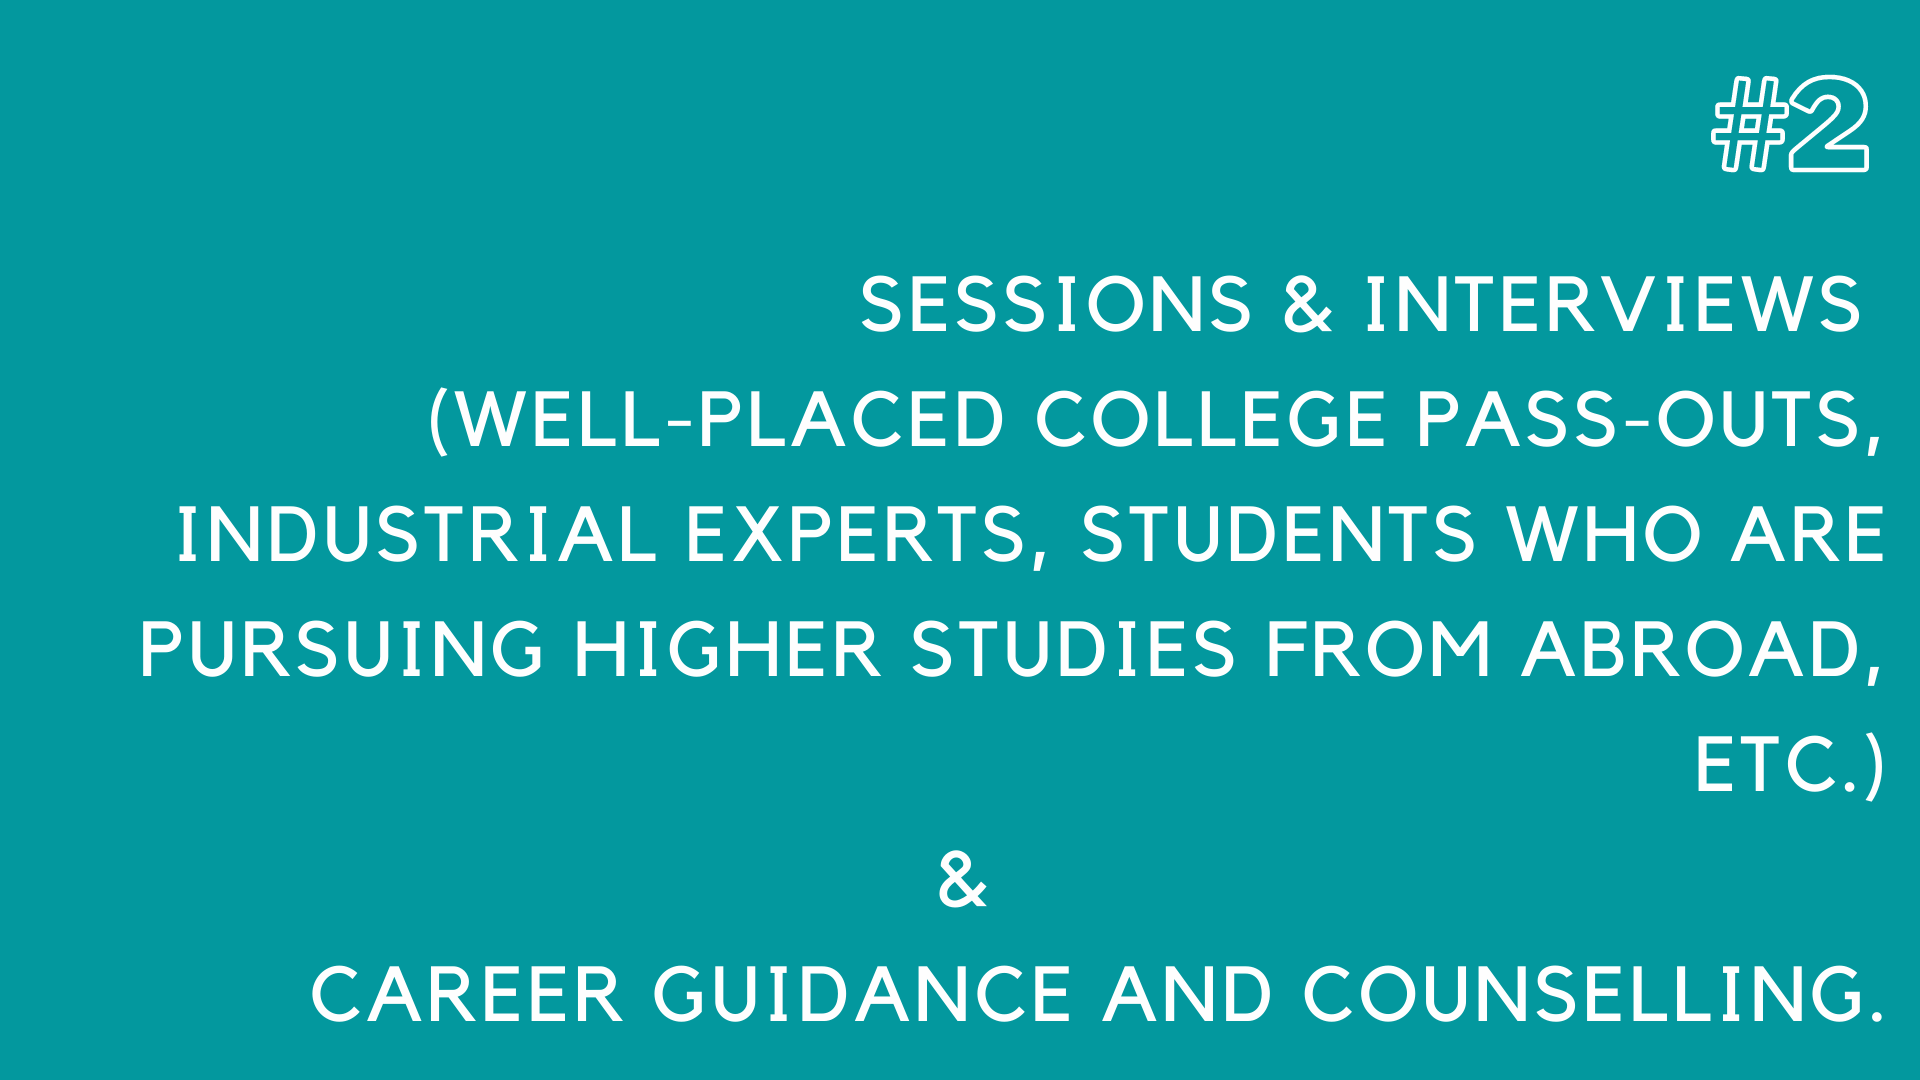 #2
SESSIONS & INTERVIEWS
(WELL-PLACED COLLEGE PASS-OUTS,
INDUSTRIAL EXPERTS, STUDENTS WHO ARE
PURSUING HIGHER STUDIES FROM ABROAD,
ETC.)
&
CAREER GUIDANCE AND COUNSELLING.